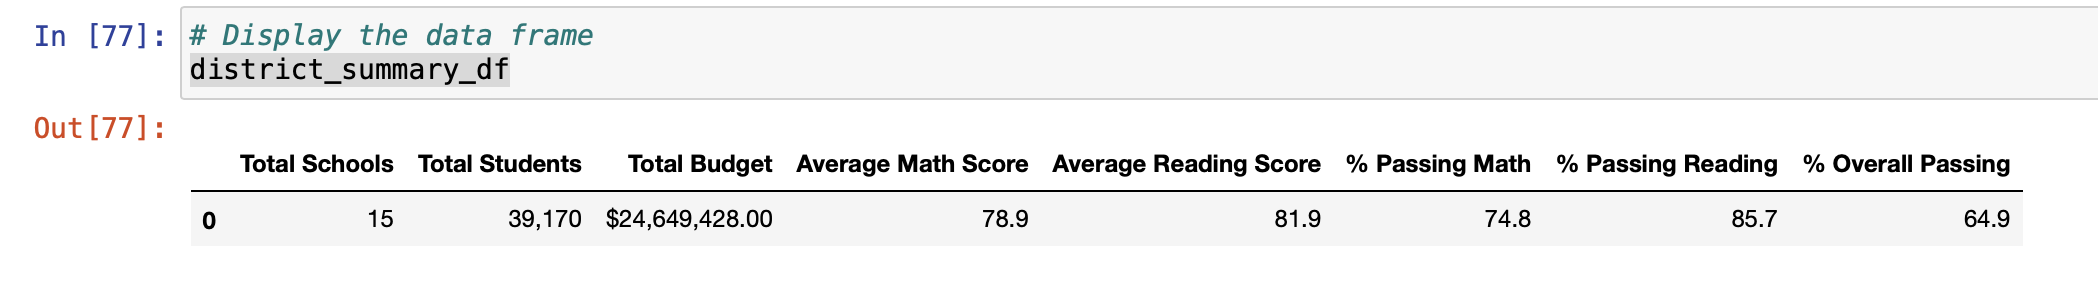 In [77]: # Display the data frame
district_summary_df
Out[77]:
Total Schools Total Students Total Budget Average Math Score Average Reading Score % Passing Math % Passing Reading % Overall Passing
0 15 39,170 $24,649,428.00 78.9 81.9 74.8 85.7 64.9